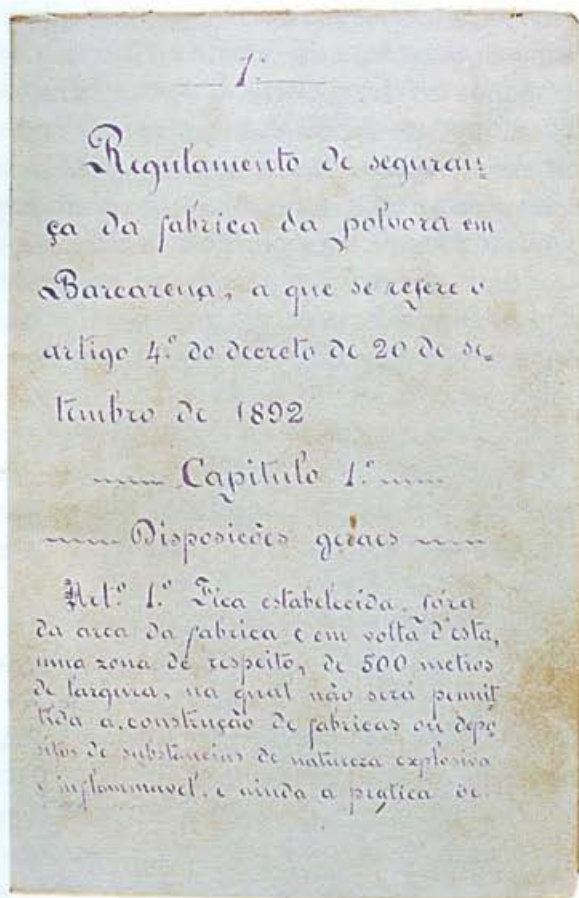 1.º
Regulamento de seguran=
ça da fabrica da polvora em
Barcarena, a que se refere o
artigo 4.º do decreto de 20 de se=
tembro de 1892
Capitulo 1.º
Disposições geraes
Art.º 1.º Fica estabelecida, fóra
da area da fabrica e em volta d'esta,
uma zona de respeito, de 500 metros
de largura, na qual não será permit
tida a construção de fabricas ou depo
sitos de substancias de natureza explosiva
e inflammavel, e ainda a pratica de